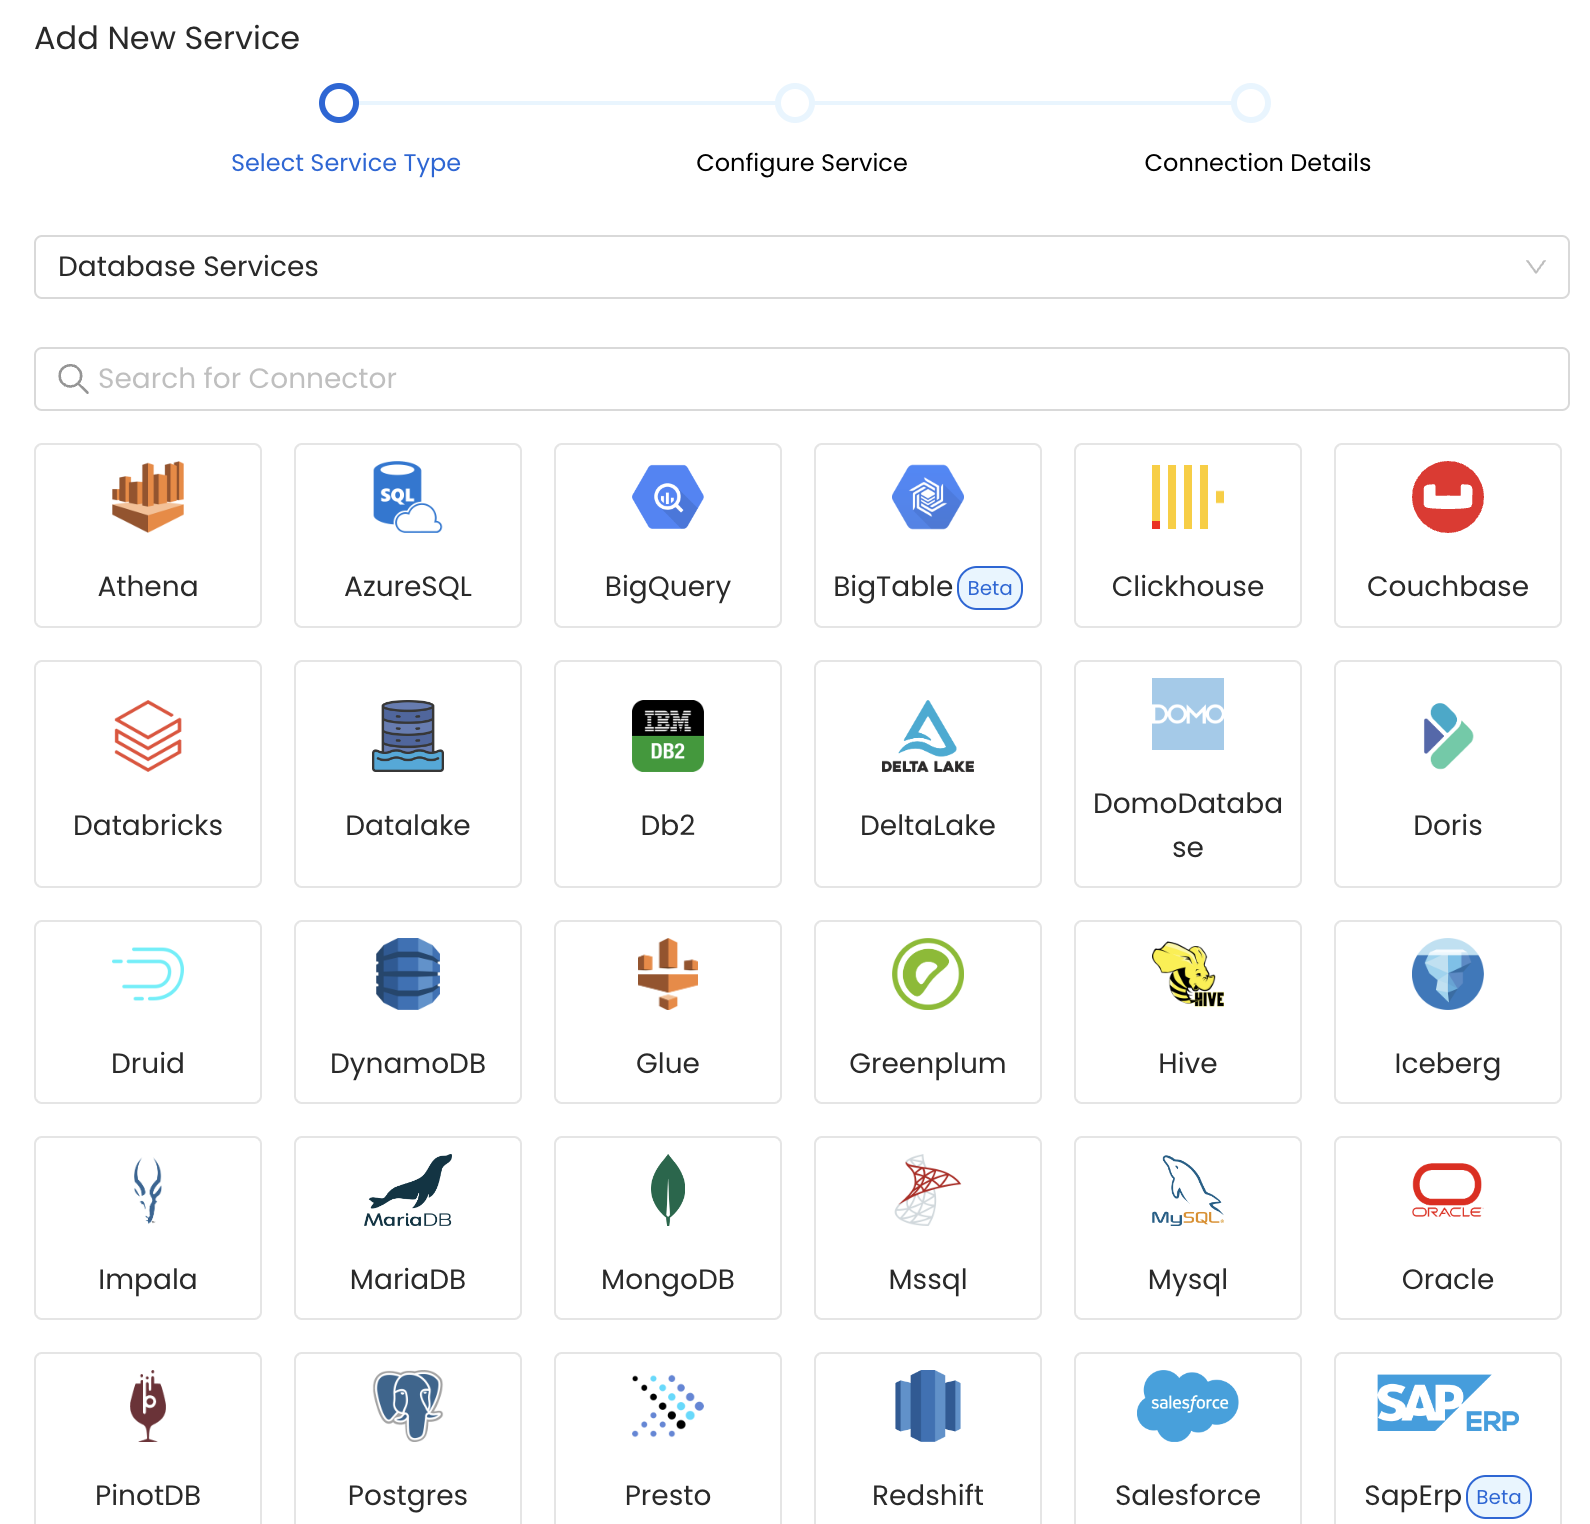 Add New Service
Select Service Type
Configure Service
Connection Details
Database Services
Search for Connector
SQL
Athena
AzureSQL
BigQuery
BigTable Beta
Clickhouse
Couchbase
IBM
DB2
DELTA LAKE
DOMO
Databricks
Datalake
Db2
DeltaLake
DomoDataba
se
Doris
HIVE
Druid
DynamoDB
Glue
Greenplum
Hive
Iceberg
MariaDB
MySQL
ORACLE
Impala
MariaDB
MongoDB
Mssql
Mysql
Oracle
p
salesforce
SAP
ERP
PinotDB
Postgres
Presto
Redshift
Salesforce
SapErp Beta